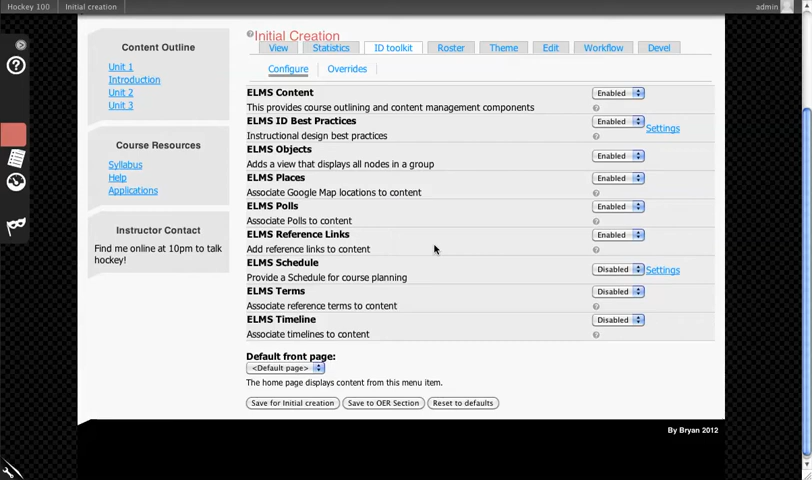 Hockey 100
Initial creation
admin
Initial Creation
View
Statistics
ID toolkit
Roster
Theme
Edit
Workflow
Devel
Configure
Overrides
Content Outline
Unit 1
Introduction
Unit 2
Unit 3
Course Resources
Syllabus
Help
Applications
Instructor Contact
Find me online at 10pm to talk
hockey!
ELMS Content
Enabled
This provides course outlining and content management components
ELMS ID Best Practices
Enabled
Settings
Instructional design best practices
ELMS Objects
Enabled
Adds a view that displays all nodes in a group
ELMS Places
Enabled
Associate Google Map locations to content
ELMS Polls
Enabled
Associate Polls to content
ELMS Reference Links
Enabled
Add reference links to content
ELMS Schedule
Disabled
Settings
Provide a Schedule for course planning
ELMS Terms
Disabled
Associate reference terms to content
ELMS Timeline
Disabled
Associate timelines to content
Default front page:
<Default page>
The home page displays content from this menu item.
Save for Initial creation
Save to OER Section
Reset to defaults
By Bryan 2012